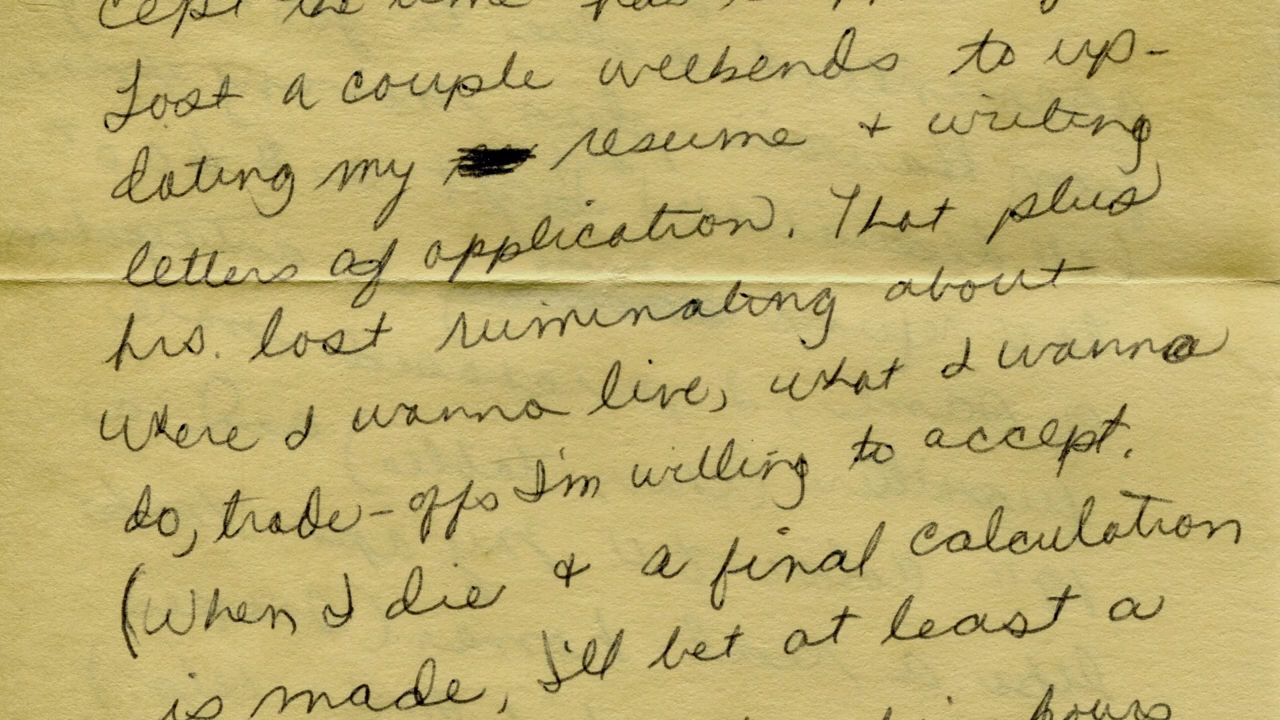 Lost a couple weekends to up-
dating my resume + writing
letters of application. That plus
hrs. lost ruminating about
where I wanna live, what I wanna
do, trade-offs I'm willing to accept.
(When I die & a final calculation
is made, I'll bet at least a
hours